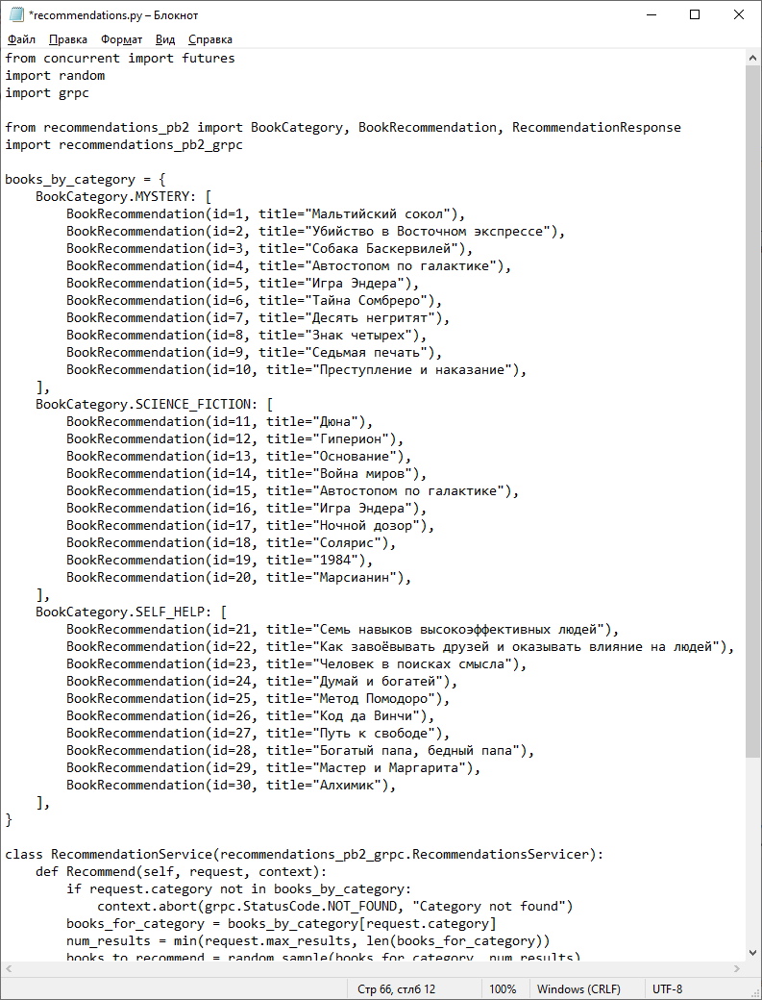 *recommendations.py – Блокнот
Файл Правка Формат Вид Справка
from concurrent import futures
import random
import grpc

from recommendations_pb2 import BookCategory, BookRecommendation, RecommendationResponse
import recommendations_pb2_grpc

books_by_category = {
    BookCategory.MYSTERY: [
        BookRecommendation(id=1, title="Мальтийский сокол"),
        BookRecommendation(id=2, title="Убийство в Восточном экспрессе"),
        BookRecommendation(id=3, title="Собака Баскервилей"),
        BookRecommendation(id=4, title="Автостопом по галактике"),
        BookRecommendation(id=5, title="Игра Эндера"),
        BookRecommendation(id=6, title="Тайна Сомбреро"),
        BookRecommendation(id=7, title="Десять негритят"),
        BookRecommendation(id=8, title="Знак четырех"),
        BookRecommendation(id=9, title="Седьмая печать"),
        BookRecommendation(id=10, title="Преступление и наказание"),
    ],
    BookCategory.SCIENCE_FICTION: [
        BookRecommendation(id=11, title="Дюна"),
        BookRecommendation(id=12, title="Гиперион"),
        BookRecommendation(id=13, title="Основание"),
        BookRecommendation(id=14, title="Война миров"),
        BookRecommendation(id=15, title="Автостопом по галактике"),
        BookRecommendation(id=16, title="Игра Эндера"),
        BookRecommendation(id=17, title="Ночной дозор"),
        BookRecommendation(id=18, title="Солярис"),
        BookRecommendation(id=19, title="1984"),
        BookRecommendation(id=20, title="Марсианин"),
    ],
    BookCategory.SELF_HELP: [
        BookRecommendation(id=21, title="Семь навыков высокоэффективных людей"),
        BookRecommendation(id=22, title="Как завоёвывать друзей и оказывать влияние на людей"),
        BookRecommendation(id=23, title="Человек в поисках смысла"),
        BookRecommendation(id=24, title="Думай и богатей"),
        BookRecommendation(id=25, title="Метод Помодоро"),
        BookRecommendation(id=26, title="Код да Винчи"),
        BookRecommendation(id=27, title="Путь к свободе"),
        BookRecommendation(id=28, title="Богатый папа, бедный папа"),
        BookRecommendation(id=29, title="Мастер и Маргарита"),
        BookRecommendation(id=30, title="Алхимик"),
    ],
}

class RecommendationService(recommendations_pb2_grpc.RecommendationsServicer):
    def Recommend(self, request, context):
        if request.category not in books_by_category:
            context.abort(grpc.StatusCode.NOT_FOUND, "Category not found")
        books_for_category = books_by_category[request.category]
        num_results = min(request.max_results, len(books_for_category))
        books_to_recommend = random.sample(books_for_category, num_results)
Стр 66, стлб 12 100% Windows (CRLF) UTF-8